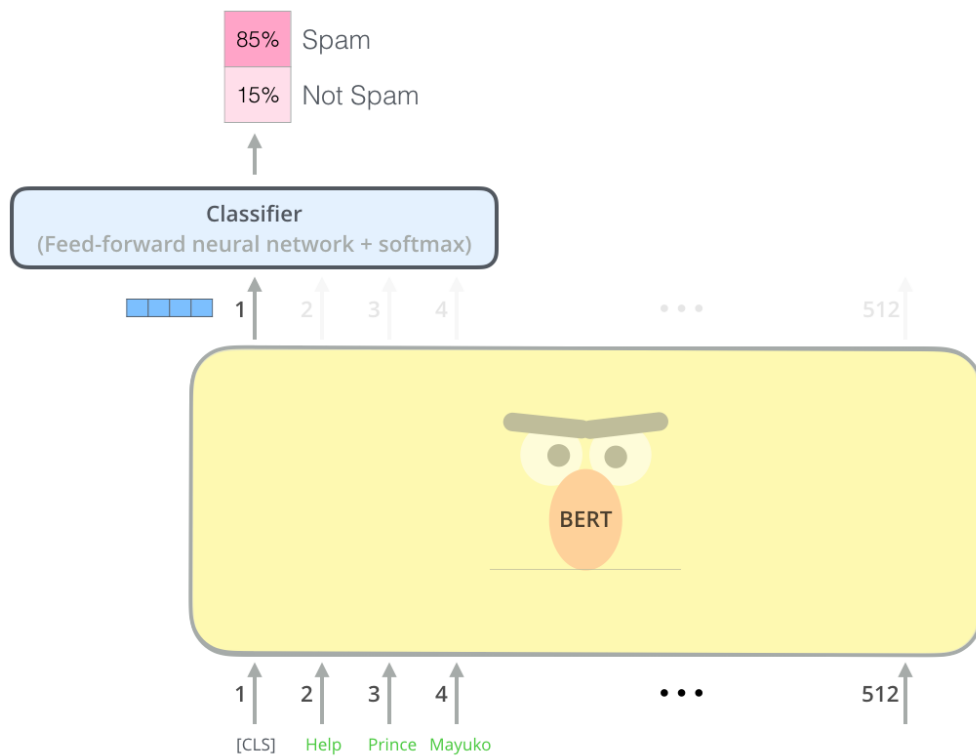 85% Spam
15% Not Spam
Classifier
(Feed-forward neural network + softmax)
1 2 3 4 ••• 512
BERT
1 2 3 4 ••• 512
[CLS] Help Prince Mayuko